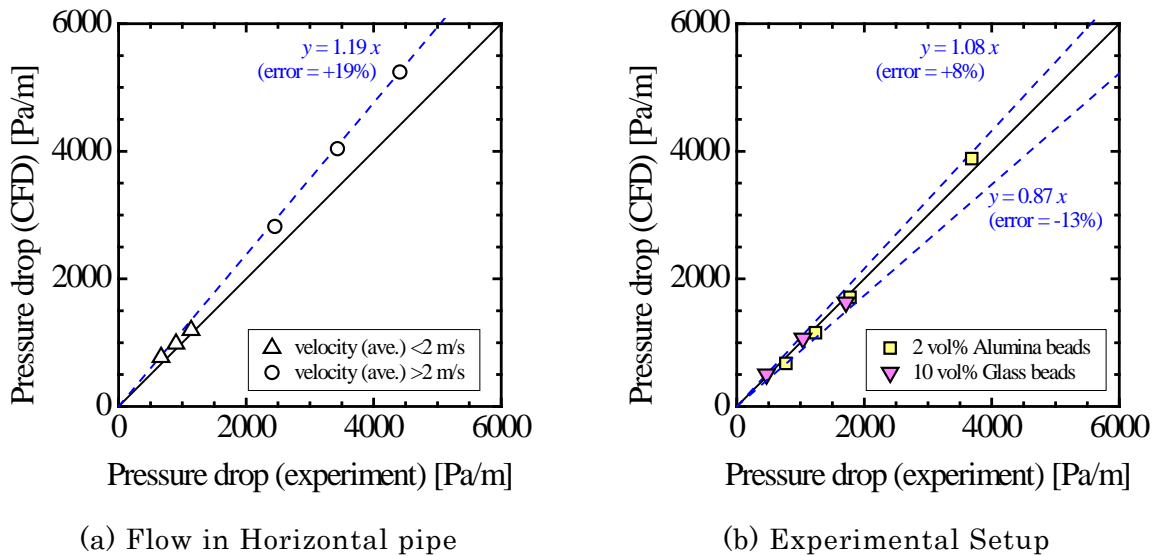 6000
4000
2000
0
Pressure drop (CFD) [Pa/m]
y = 1.19 x
(error = +19%)
velocity (ave.) <2 m/s
velocity (ave.) >2 m/s
0 2000 4000 6000
Pressure drop (experiment) [Pa/m]
(a) Flow in Horizontal pipe
6000
4000
2000
0
Pressure drop (CFD) [Pa/m]
y = 1.08 x
(error = +8%)
y = 0.87 x
(error = -13%)
2 vol% Alumina beads
10 vol% Glass beads
0 2000 4000 6000
Pressure drop (experiment) [Pa/m]
(b) Experimental Setup